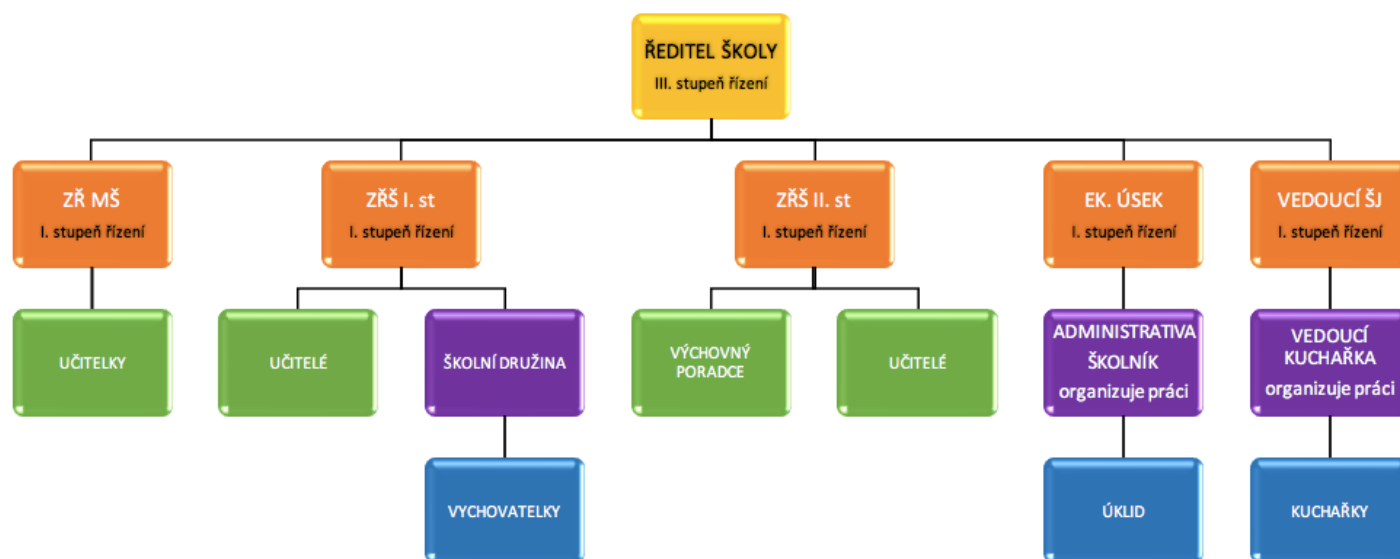 ŘEDITEL ŠKOLY
III. stupeň řízení
ZŘ MŠ
I. stupeň řízení
ZŘŠ I. st
I. stupeň řízení
ZŘŠ II. st
I. stupeň řízení
EK. ÚSEK
I. stupeň řízení
VEDOUCÍ ŠJ
I. stupeň řízení
UČITELKY
UČITELÉ
ŠKOLNÍ DRUŽINA
VÝCHOVNÝ
PORADCE
UČITELÉ
ADMINISTRATIVA
ŠKOLNÍK
organizuje práci
VEDOUCÍ
KUCHAŘKA
organizuje práci
VYCHOVATELKY
ÚKLID
KUCHAŘKY